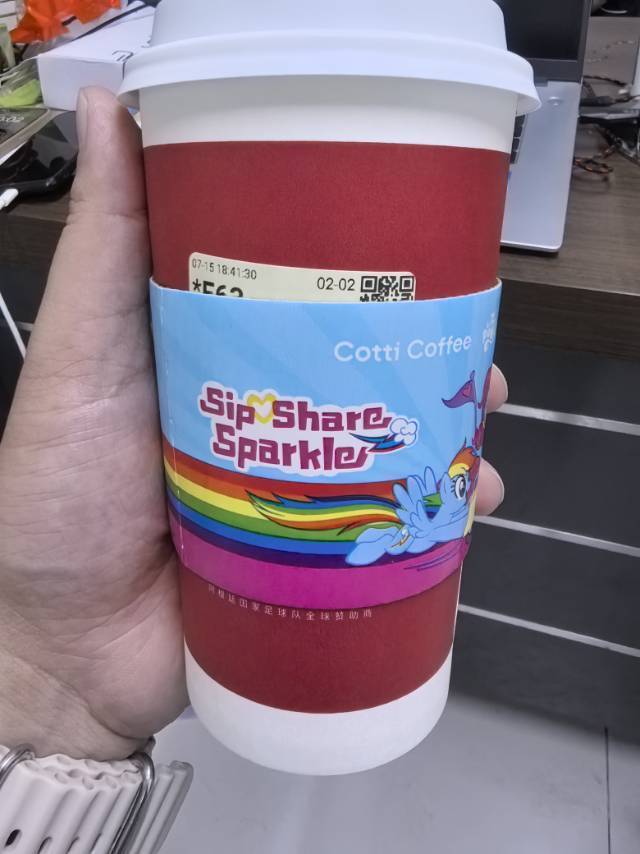 07-15 18:41:30
02-02
Cotti Coffee
Sip Share
Sparkle
阿根廷国家足球队全球赞助商